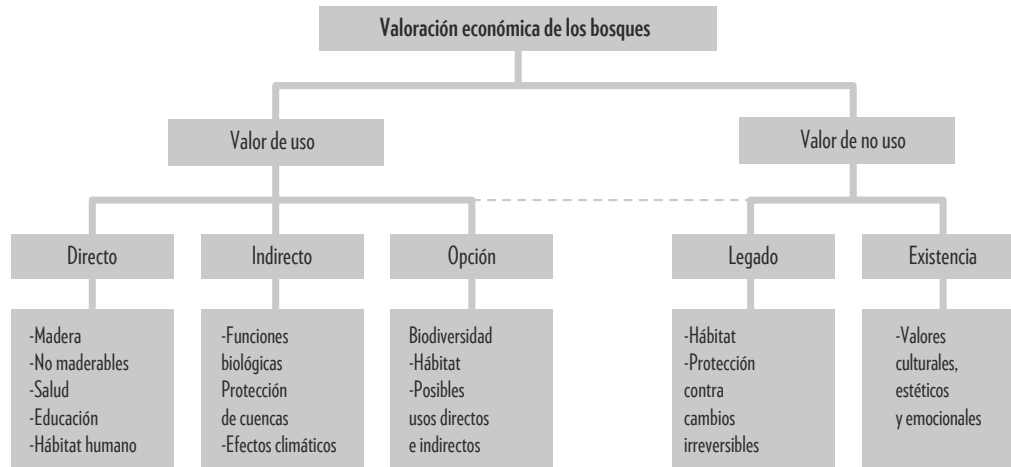 Valoración económica de los bosques
Valor de uso
Valor de no uso
Directo
Indirecto
Opción
Legado
Existencia
-Madera
-No maderables
-Salud
-Educación
-Hábitat humano
-Funciones
biológicas
Protección
de cuencas
-Efectos climáticos
Biodiversidad
-Hábitat
-Posibles
usos directos
e indirectos
-Hábitat
-Protección
contra
cambios
irreversibles
-Valores
culturales,
estéticos
y emocionales